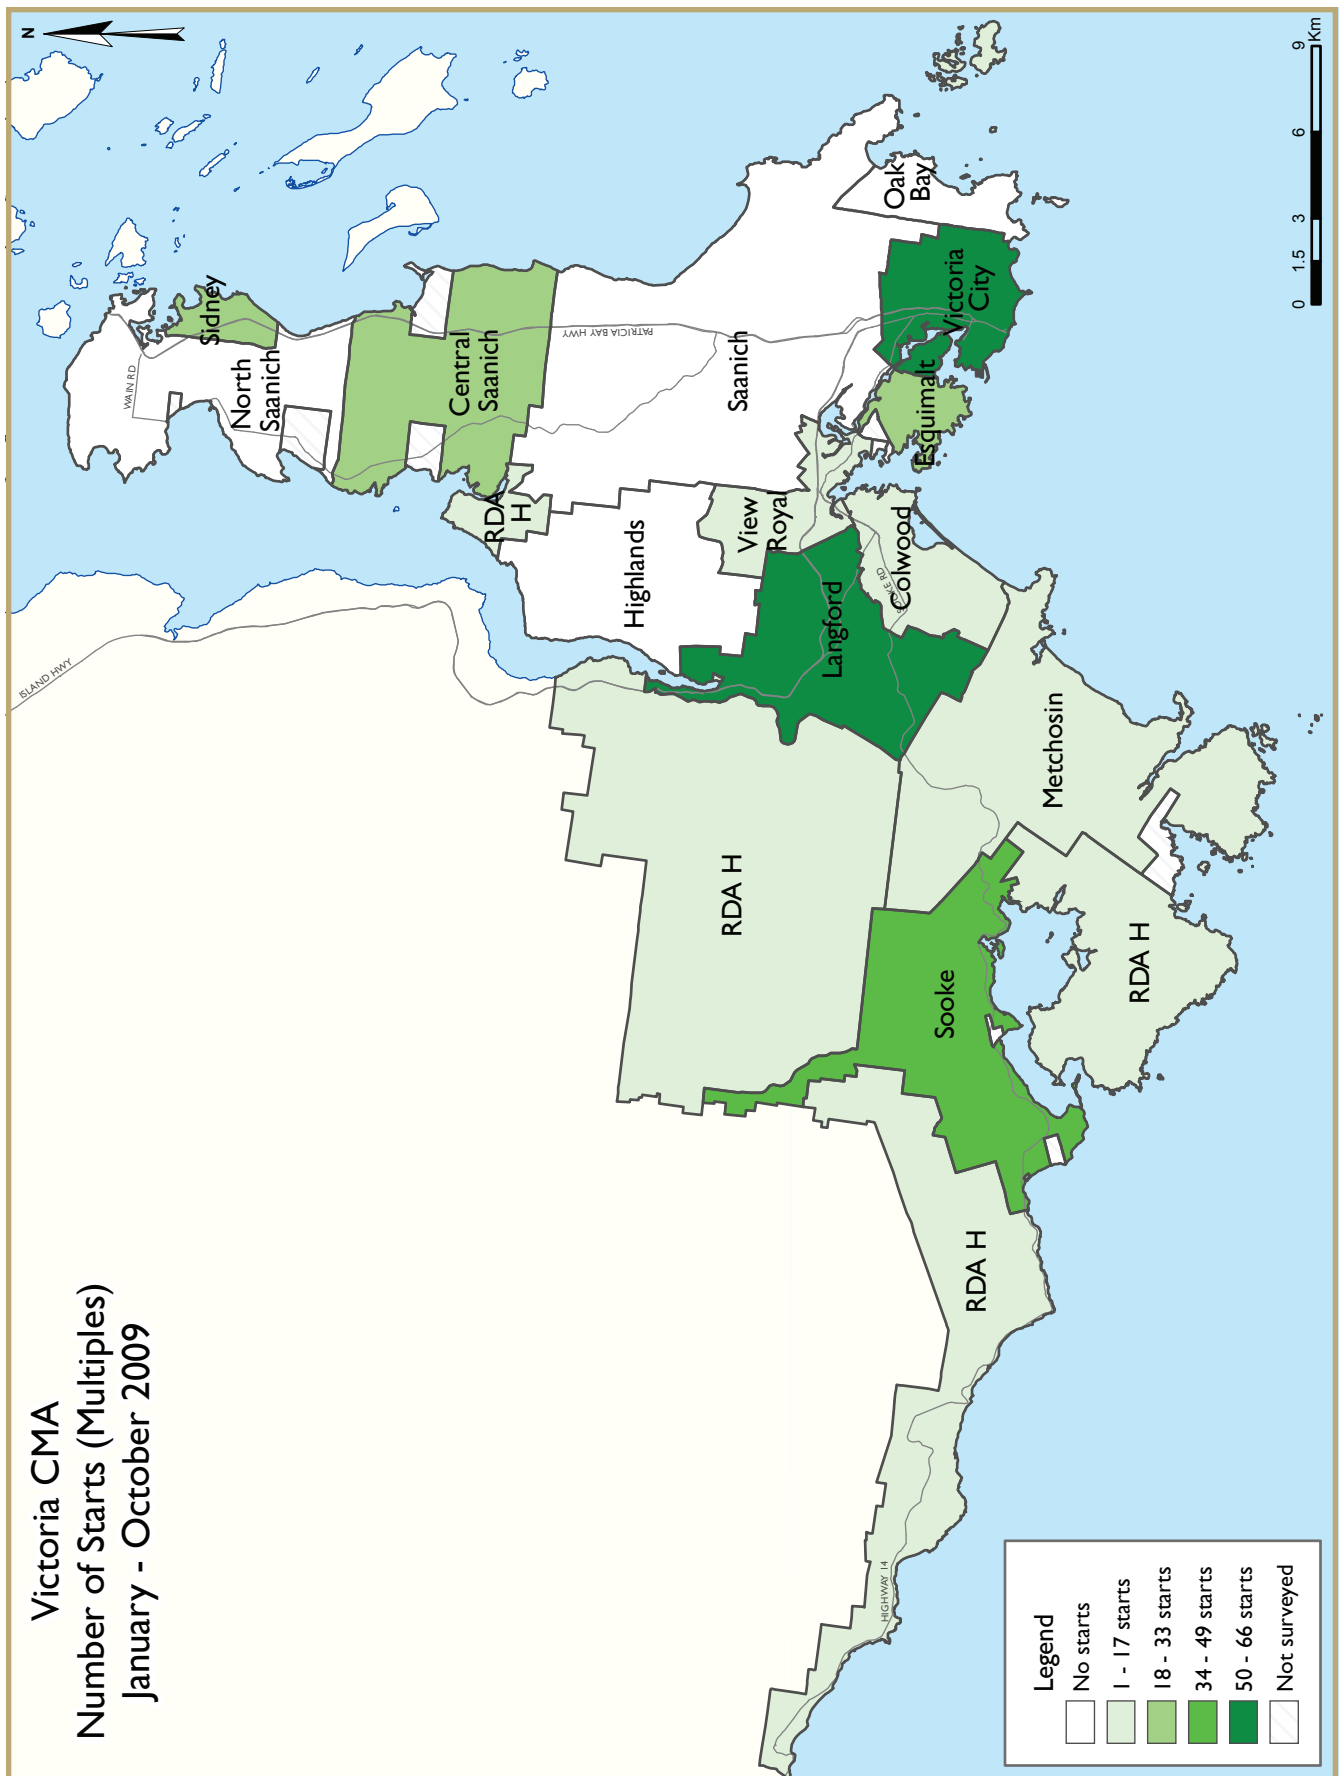 Victoria CMA
Number of Starts (Multiples)
January - October 2009
N
ISLAND HWY
WAIN RD
North
Saanich
Sidney
Central
Saanich
PATRICIA BAY HWY
RDA
H
Saanich
Highlands
View
Royal
Oak
Bay
Victoria
City
Esquimalt
Langford
Colwood
SOOKE RD
Metchosin
RDA H
Sooke
RDA H
RDA H
HIGHWAY 14
Legend
No starts
1 - 17 starts
18 - 33 starts
34 - 49 starts
50 - 66 starts
Not surveyed
0 1.5 3 6 9
Km